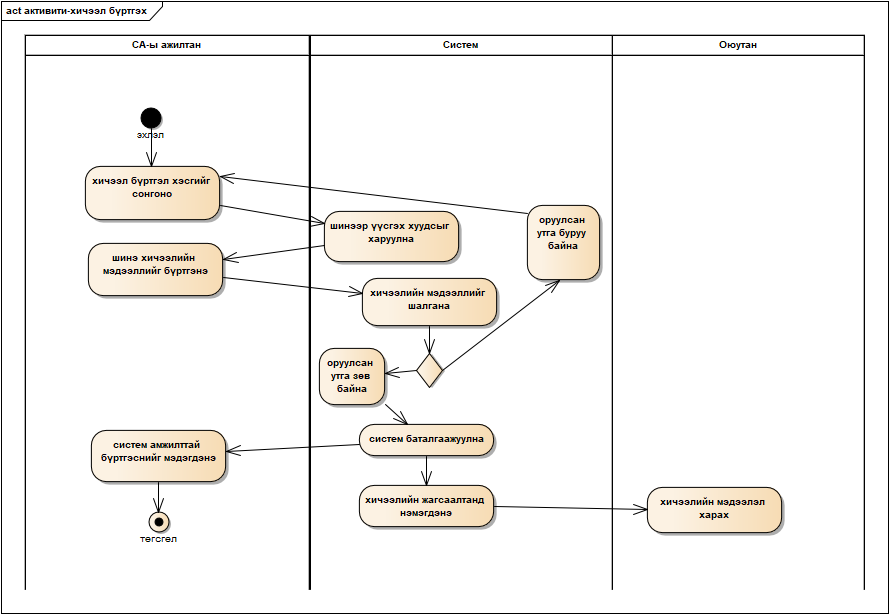 act активити-хичээл бүртгэх
СА-ы ажилтан
Систем
Оюутан
эхлэл
хичээл бүртгэл хэсгийг
сонгоно
шинээр үүсгэх хуудсыг
харуулна
оруулсан
утга буруу
байна
шинэ хичээлийн
мэдээллийг бүртгэнэ
хичээлийн мэдээллийг
шалгана
оруулсан
утга зөв
байна
систем баталгаажуулна
систем амжилттай
бүртгэснийг мэдэгдэнэ
хичээлийн жагсаалтанд
нэмэгдэнэ
хичээлийн мэдээлэл
харах
төгсгөл